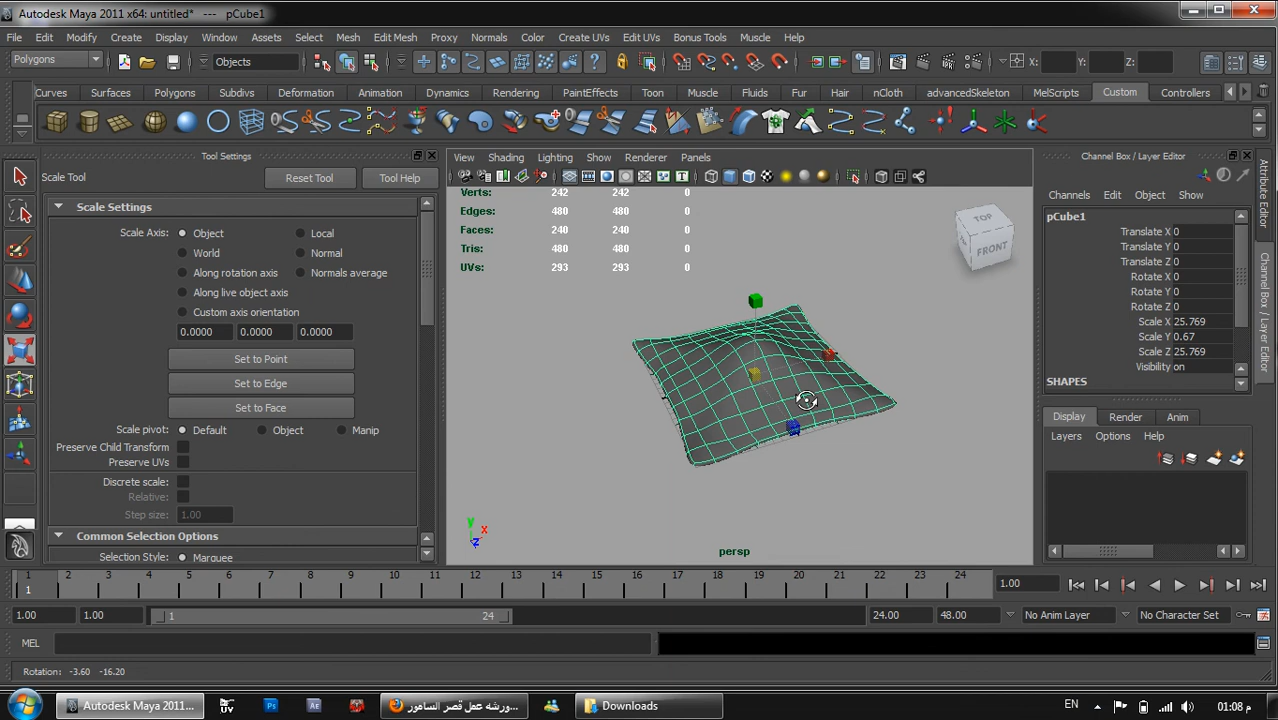 Autodesk Maya 2011 x64: untitled*   ---   pCube1
File Edit Modify Create Display Window Assets Select Mesh Edit Mesh Proxy Normals Color Create UVs Edit UVs Bonus Tools Muscle Help
Polygons Objects X: Y: Z:
Curves Surfaces Polygons Subdivs Deformation Animation Dynamics Rendering PaintEffects Toon Muscle Fluids Fur Hair nCloth advancedSkeleton MelScripts Custom Controllers
Tool Settings
Scale Tool Reset Tool Tool Help
Scale Settings
Scale Axis: Object Local
World Normal
Along rotation axis Normals average
Along live object axis
Custom axis orientation
0.0000 0.0000 0.0000
Set to Point
Set to Edge
Set to Face
Scale pivot: Default Object Manip
Preserve Child Transform
Preserve UVs
Discrete scale:
Relative:
Step size: 1.00
Common Selection Options
Selection Style: Marquee
View Shading Lighting Show Renderer Panels
Verts: 242 242 0
Edges: 480 480 0
Faces: 240 240 0
Tris: 480 480 0
UVs: 293 293 0
TOP
FRONT
y x z
persp
Channel Box / Layer Editor
Channels Edit Object Show
pCube1
Translate X 0
Translate Y 0
Translate Z 0
Rotate X 0
Rotate Y 0
Rotate Z 0
Scale X 25.769
Scale Y 0.67
Scale Z 25.769
Visibility on
SHAPES
Display Render Anim
Layers Options Help
Attribute Editor
Channel Box / Layer Editor
1 2 3 4 5 6 7 8 9 10 11 12 13 14 15 16 17 18 19 20 21 22 23 24
1 1.00
1.00 1.00 1 24 24.00 48.00 No Anim Layer No Character Set
MEL
Rotation: -3.60 -16.20
Autodesk Maya 2011... UV Ps Ae ورشه عمل قصر الساهور... Downloads EN 01:08 م